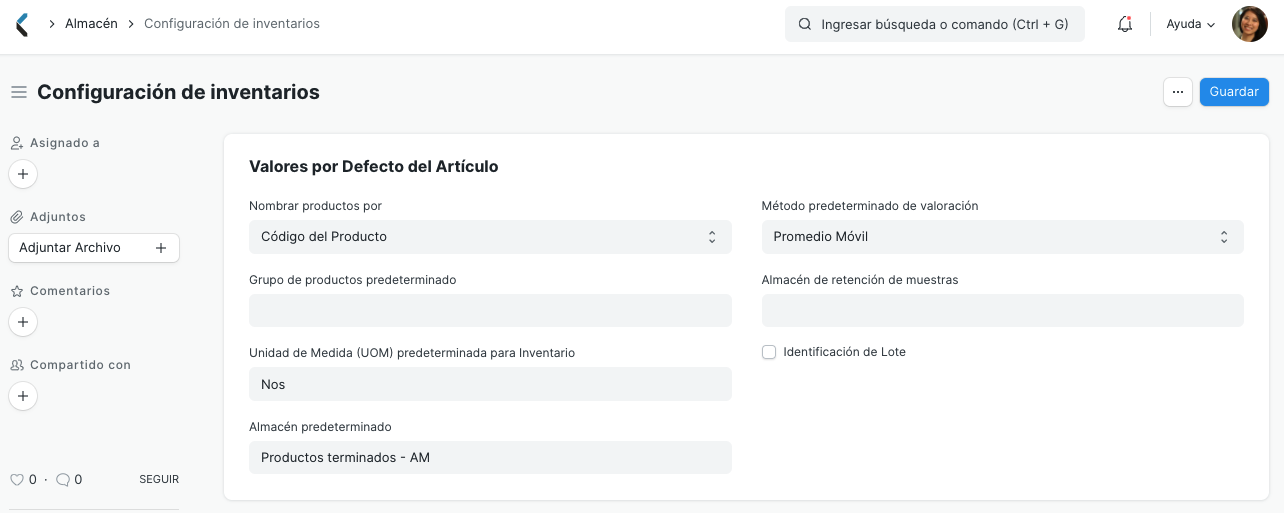 Almacén
Configuración de inventarios
Ingresar búsqueda o comando (Ctrl + G)
Ayuda
Configuración de inventarios
...
Guardar
Asignado a
Adjuntos
Adjuntar Archivo
Comentarios
Compartido con
0 · 0
SEGUIR
Valores por Defecto del Artículo
Nombrar productos por
Código del Producto
Grupo de productos predeterminado
Unidad de Medida (UOM) predeterminada para Inventario
Nos
Almacén predeterminado
Productos terminados - AM
Método predeterminado de valoración
Promedio Móvil
Almacén de retención de muestras
Identificación de Lote